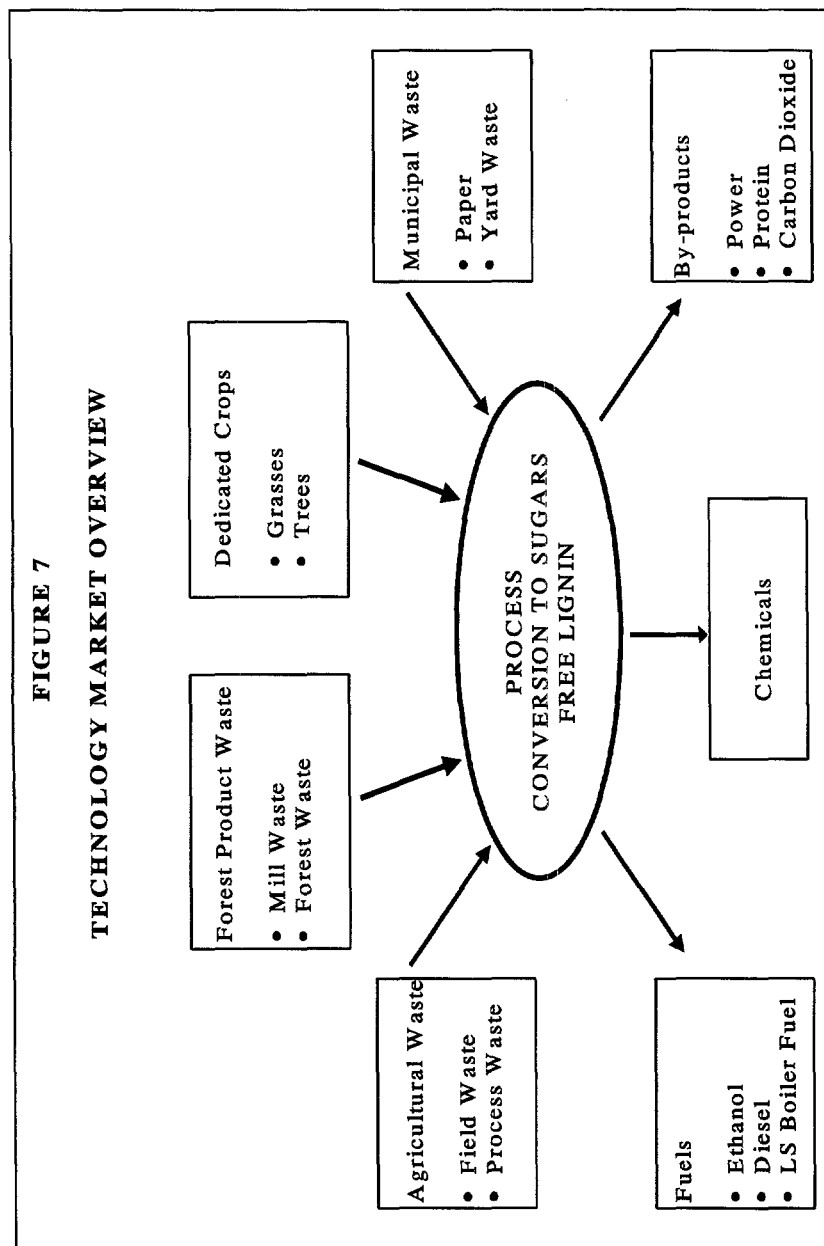 FIGURE 7
TECHNOLOGY MARKET OVERVIEW
Forest Product Waste
• Mill Waste
• Forest Waste
Dedicated Crops
• Grasses
• Trees
Agricultural Waste
• Field Waste
• Process Waste
Municipal Waste
• Paper
• Yard Waste
PROCESS
CONVERSION TO SUGARS
FREE LIGNIN
Fuels
• Ethanol
• Diesel
• LS Boiler Fuel
Chemicals
By-products
• Power
• Protein
• Carbon Dioxide